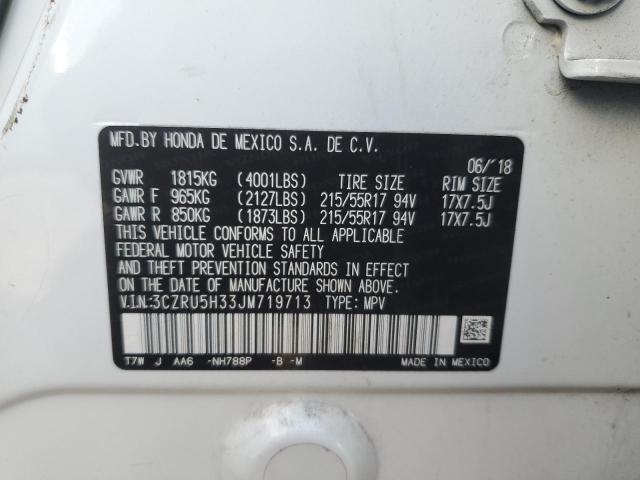 MFD.BY HONDA DE MEXICO S.A. DE C.V.
06/'18
GVWR 1815KG (4001LBS) TIRE SIZE RIM SIZE
GAWR F 965KG (2127LBS) 215/55R17 94V 17X7.5J
GAWR R 850KG (1873LBS) 215/55R17 94V 17X7.5J
THIS VEHICLE CONFORMS TO ALL APPLICABLE
FEDERAL MOTOR VEHICLE SAFETY
AND THEFT PREVENTION STANDARDS IN EFFECT
ON THE DATE OF MANUFACTURE SHOWN ABOVE.
V.I.N.:3CZRU5H33JM719713 TYPE: MPV
T7W J AA6 -NH788P -B -M MADE IN MEXICO